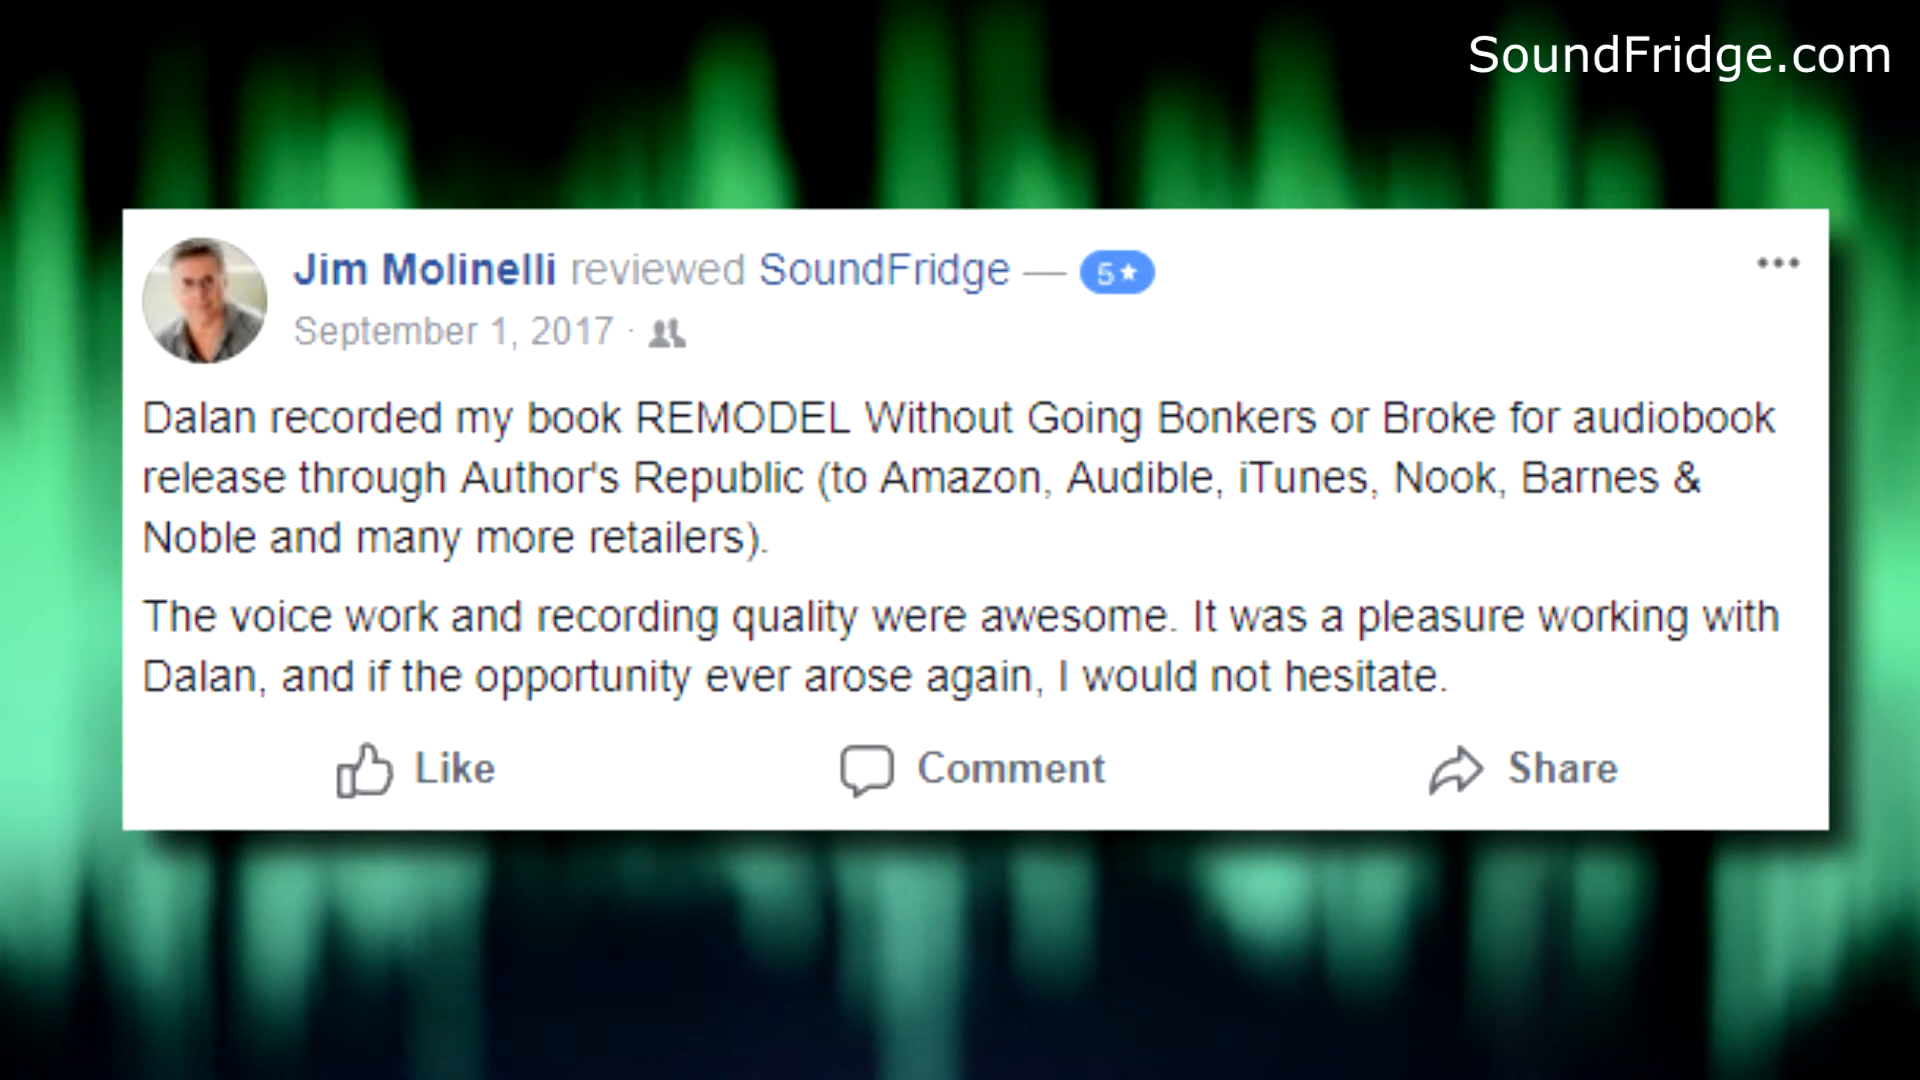 SoundFridge.com
Jim Molinelli reviewed SoundFridge — 5★
September 1, 2017 ·
Dalan recorded my book REMODEL Without Going Bonkers or Broke for audiobook
release through Author's Republic (to Amazon, Audible, iTunes, Nook, Barnes &
Noble and many more retailers).
The voice work and recording quality were awesome. It was a pleasure working with
Dalan, and if the opportunity ever arose again, I would not hesitate.
Like Comment Share